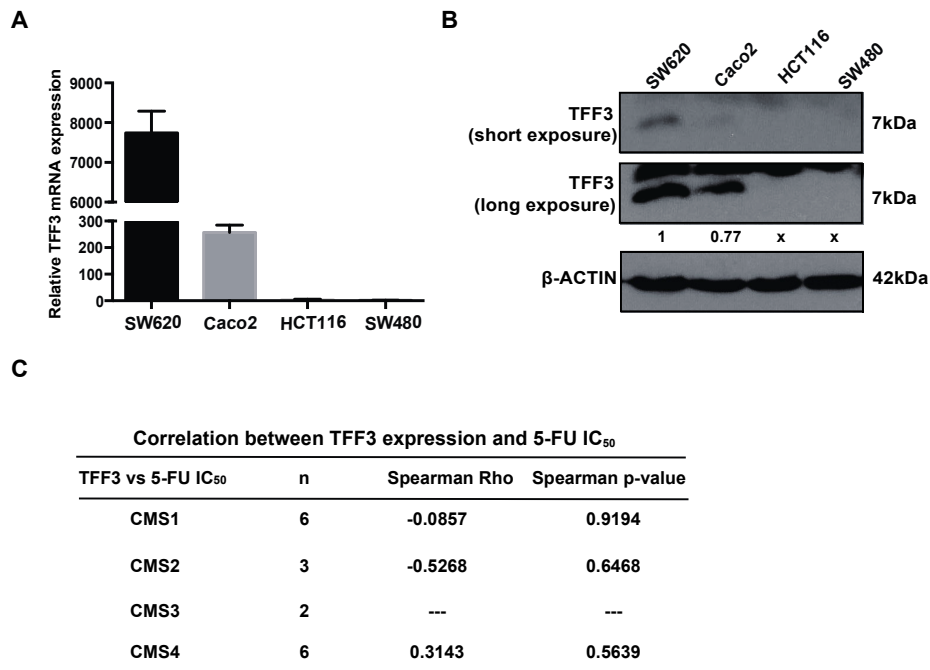 A
Relative TFF3 mRNA expression
9000
8000
7000
6000
300
200
100
0
SW620 Caco2 HCT116 SW480
B
SW620 Caco2 HCT116 SW480
TFF3
(short exposure)
7kDa
TFF3
(long exposure)
7kDa
1 0.77 x x
β-ACTIN
42kDa
C
Correlation between TFF3 expression and 5-FU IC₅₀
TFF3 vs 5-FU IC₅₀ n Spearman Rho Spearman p-value
CMS1 6 -0.0857 0.9194
CMS2 3 -0.5268 0.6468
CMS3 2 --- ---
CMS4 6 0.3143 0.5639